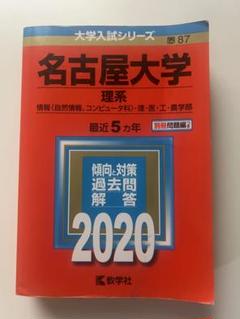 大学入試シリーズ
87
名古屋大学
理系
情報〈自然情報、コンピュータ科〉・理・医・工・農学部
最近5カ年
別冊問題編
傾向と対策
過去問
解答
2020
教学社